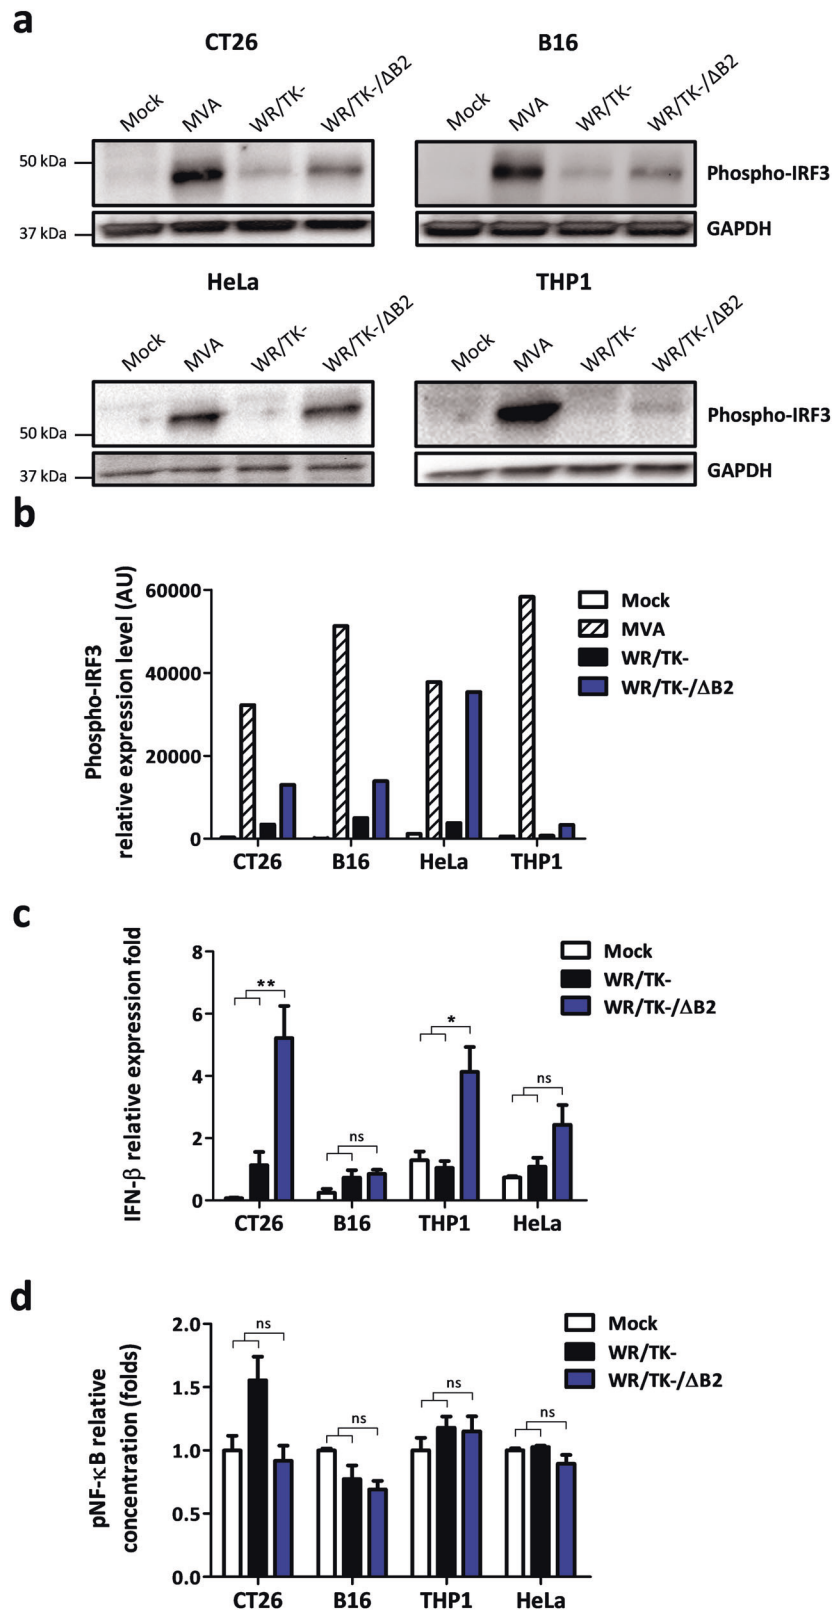 a
CT26
B16
Mock
MVA
WR/TK-
WR/TK-/ΔB2
Mock
MVA
WR/TK-
WR/TK-/ΔB2
50 kDa
Phospho-IRF3
37 kDa
GAPDH
HeLa
THP1
Mock
MVA
WR/TK-
WR/TK-/ΔB2
Mock
MVA
WR/TK-
WR/TK-/ΔB2
Phospho-IRF3
50 kDa
37 kDa
GAPDH
b
Phospho-IRF3
relative expression level (AU)
60000
40000
20000
0
CT26
B16
HeLa
THP1
Mock
MVA
WR/TK-
WR/TK-/ΔB2
c
IFN-β relative expression fold
8
6
4
2
0
**
ns
*
ns
CT26
B16
THP1
HeLa
Mock
WR/TK-
WR/TK-/ΔB2
d
pNF-κB relative
concentration (folds)
2.0
1.5
1.0
0.5
0.0
ns
ns
ns
ns
CT26
B16
THP1
HeLa
Mock
WR/TK-
WR/TK-/ΔB2